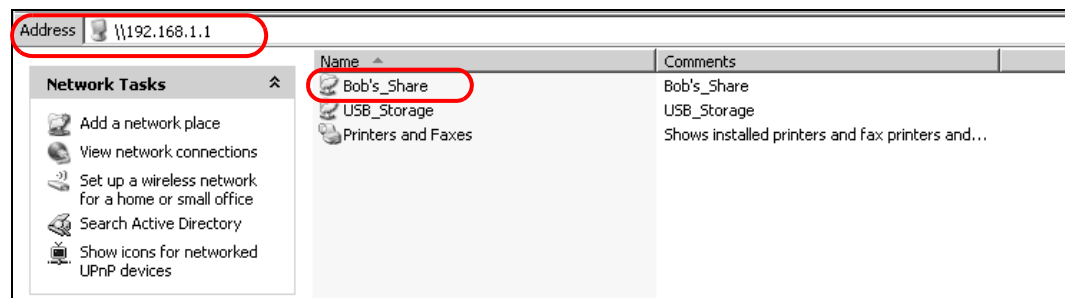 Address \\192.168.1.1
Network Tasks
Add a network place
View network connections
Set up a wireless network
for a home or small office
Search Active Directory
Show icons for networked
UPnP devices
Name Comments
Bob's_Share Bob's_Share
USB_Storage USB_Storage
Printers and Faxes Shows installed printers and fax printers and...